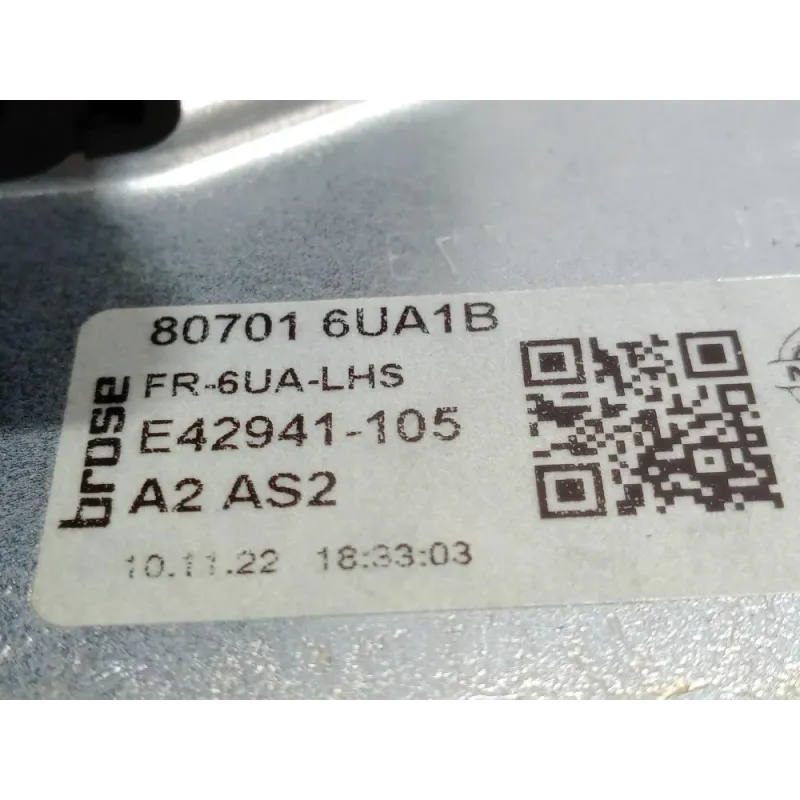 80701 6UA1B
FR-6UA-LHS
brose
E42941-105
A2 AS2
10.11.22 18:33:03